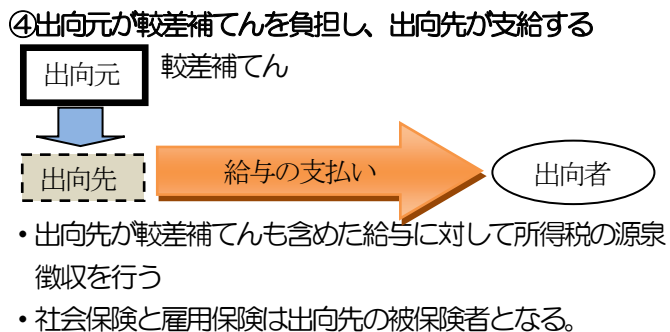 ④出向元が較差補てんを負担し、出向先が支給する
出向元
較差補てん
出向先
給与の支払い
出向者
・出向先が較差補てんも含めた給与に対して所得税の源泉
徴収を行う
・社会保険と雇用保険は出向先の被保険者となる。